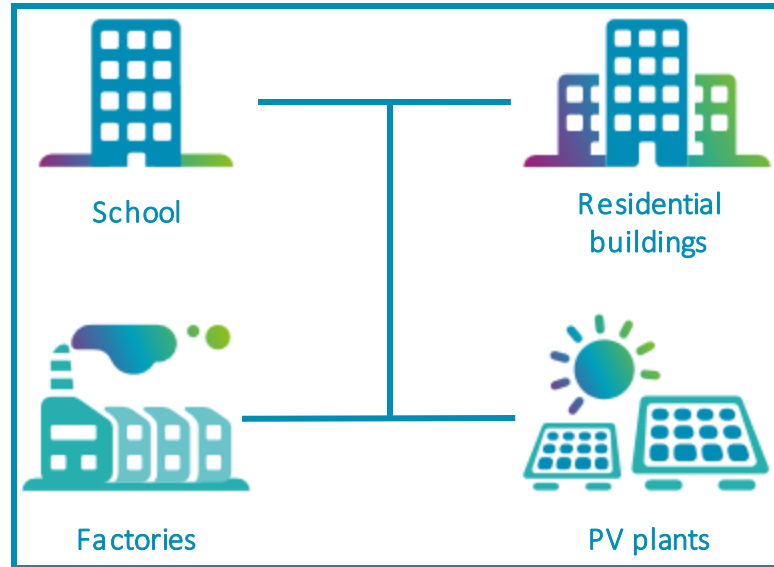 School
Residential
buildings
Factories
PV plants